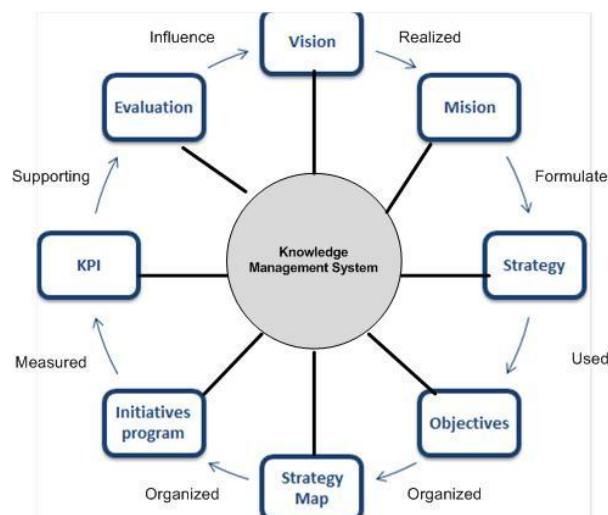 Influence
Vision
Realized
Evaluation
Mision
Supporting
Formulate
Knowledge
Management System
KPI
Strategy
Measured
Used
Initiatives
program
Objectives
Strategy
Map
Organized
Organized